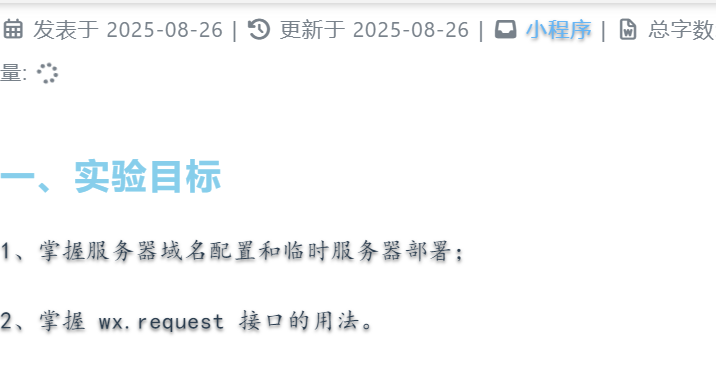 发表于 2025-08-26 | 更新于 2025-08-26 | 小程序 | 总字数
量:
一、实验目标
1、掌握服务器域名配置和临时服务器部署；
2、掌握 wx.request 接口的用法。